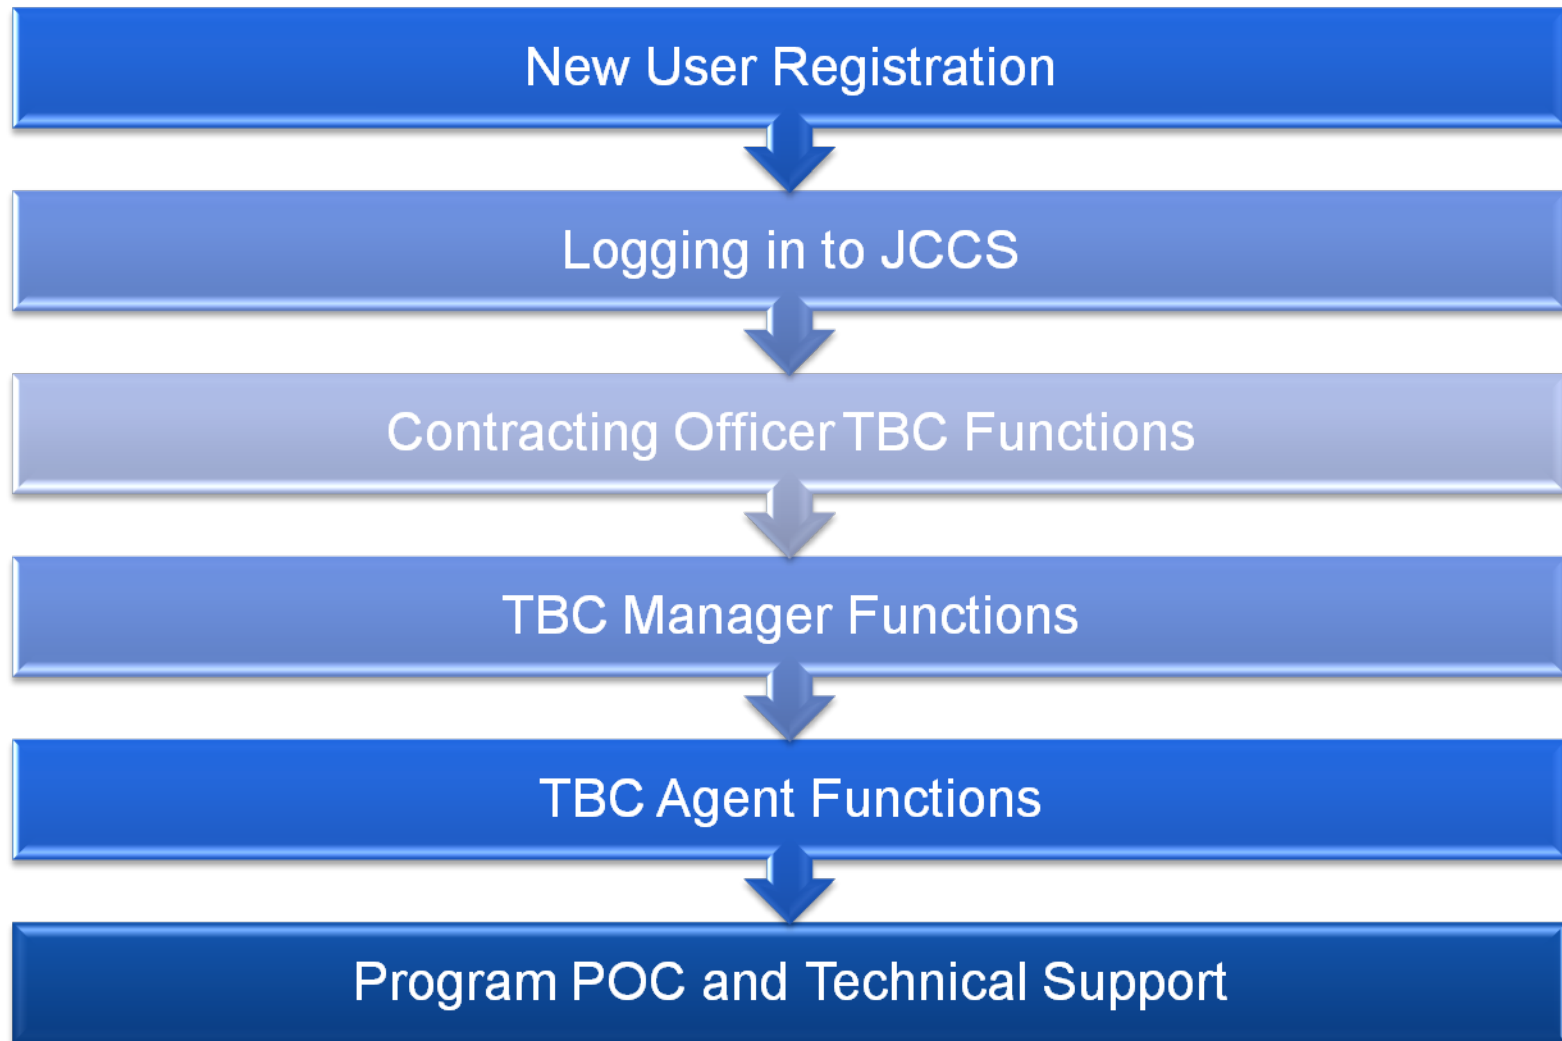 New User Registration
Logging in to JCCS
Contracting Officer TBC Functions
TBC Manager Functions
TBC Agent Functions
Program POC and Technical Support